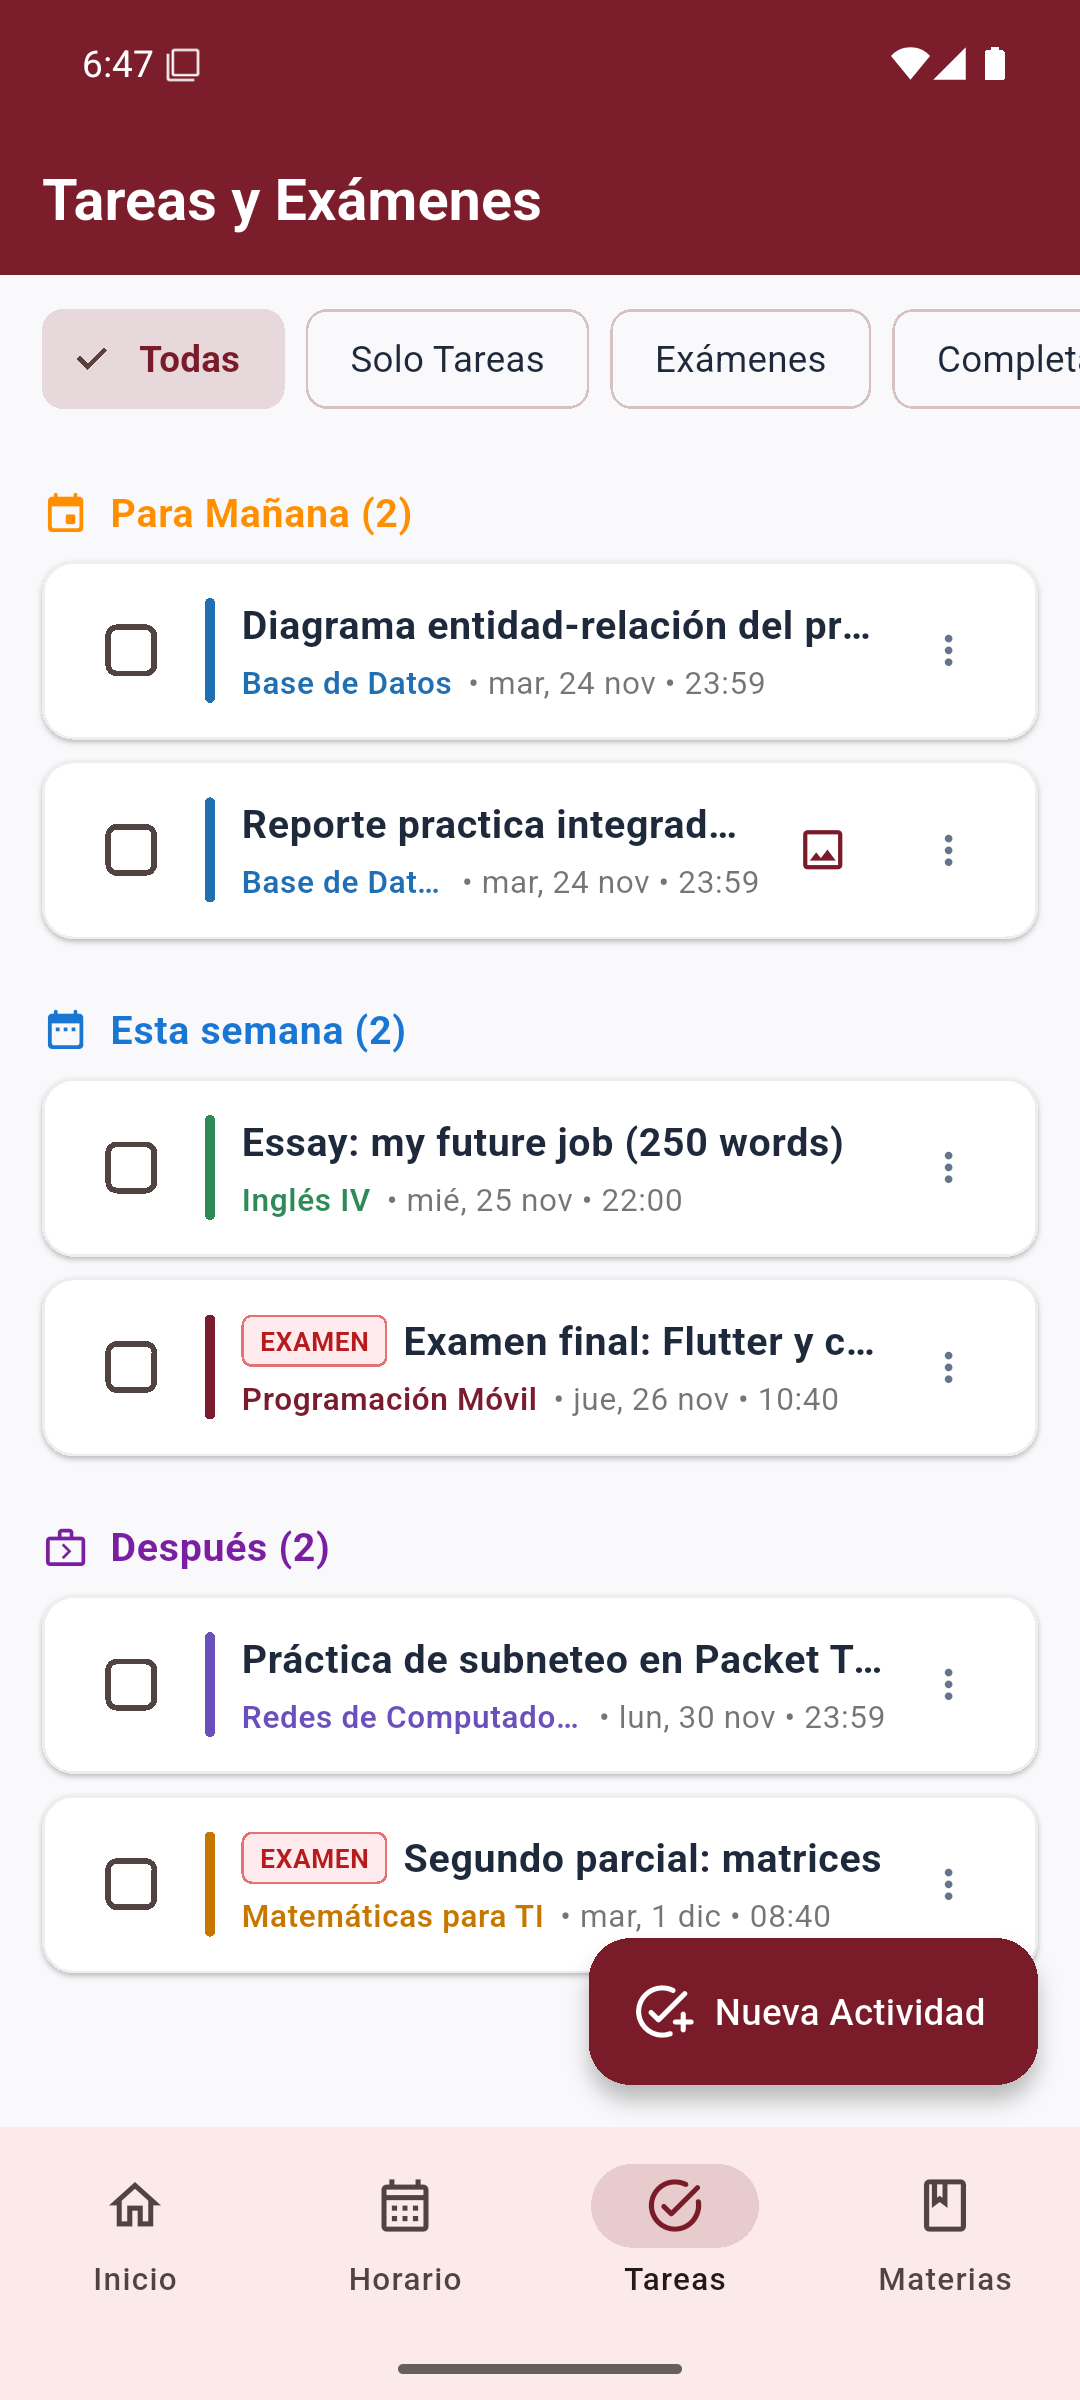 6:47
Tareas y Exámenes
Todas
Solo Tareas
Exámenes
Complet
Para Mañana (2)
Diagrama entidad-relación del pr...
Base de Datos • mar, 24 nov • 23:59
Reporte practica integrad...
Base de Dat... • mar, 24 nov • 23:59
Esta semana (2)
Essay: my future job (250 words)
Inglés IV • mié, 25 nov • 22:00
EXAMEN Examen final: Flutter y c...
Programación Móvil • jue, 26 nov • 10:40
Después (2)
Práctica de subneteo en Packet T...
Redes de Computado... • lun, 30 nov • 23:59
EXAMEN Segundo parcial: matrices
Matemáticas para TI • mar, 1 dic • 08:40
Nueva Actividad
Inicio
Horario
Tareas
Materias